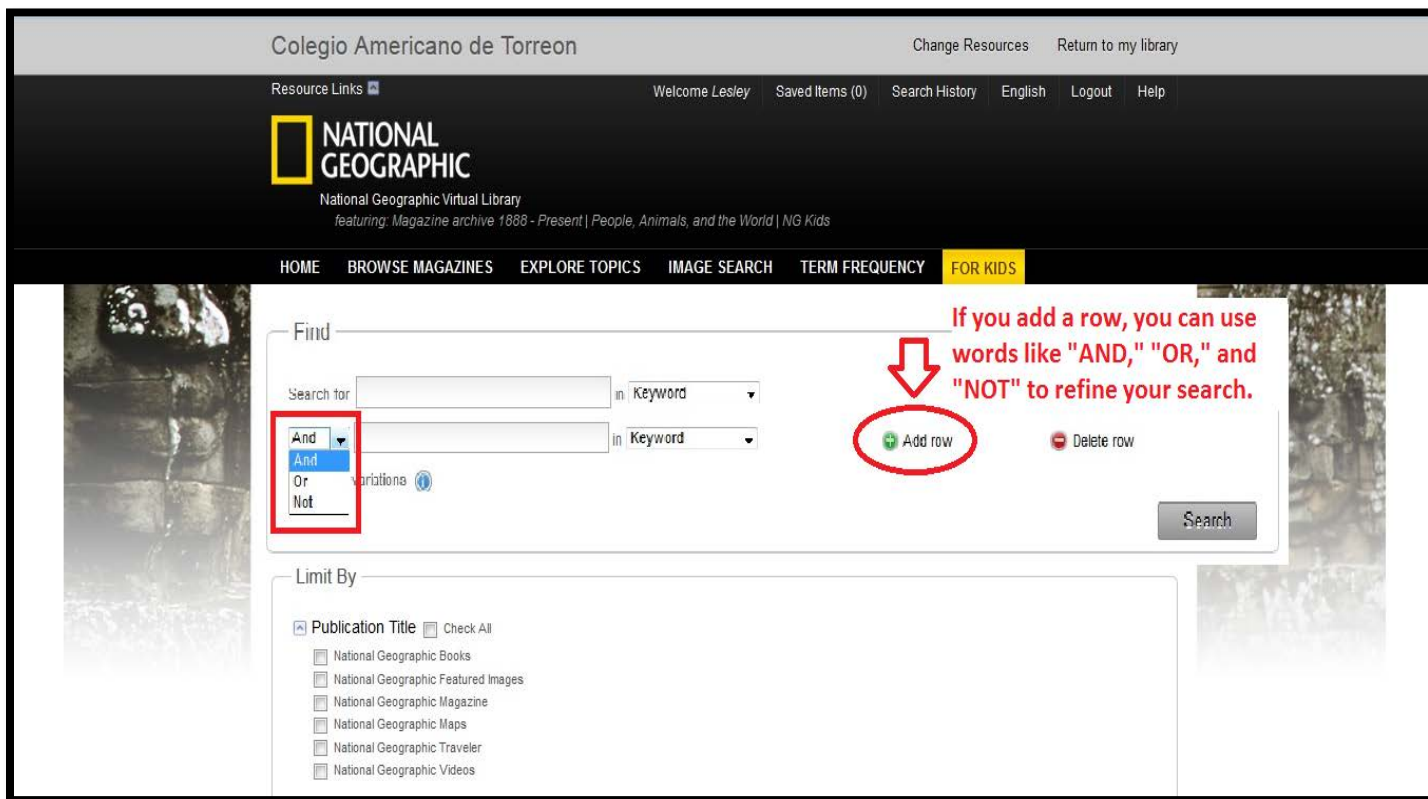 Colegio Americano de Torreon
Change Resources Return to my library
Resource Links
Welcome Lesley Saved Items (0) Search History English Logout Help
NATIONAL
GEOGRAPHIC
National Geographic Virtual Library
featuring: Magazine archive 1888 - Present | People, Animals, and the World | NG Kids
HOME BROWSE MAGAZINES EXPLORE TOPICS IMAGE SEARCH TERM FREQUENCY FOR KIDS
If you add a row, you can use
words like "AND," "OR," and
"NOT" to refine your search.
Find
Search for in Keyword
And in Keyword Add row Delete row
And
Or variations
Not
Search
Limit By
Publication Title Check All
National Geographic Books
National Geographic Featured Images
National Geographic Magazine
National Geographic Maps
National Geographic Traveler
National Geographic Videos